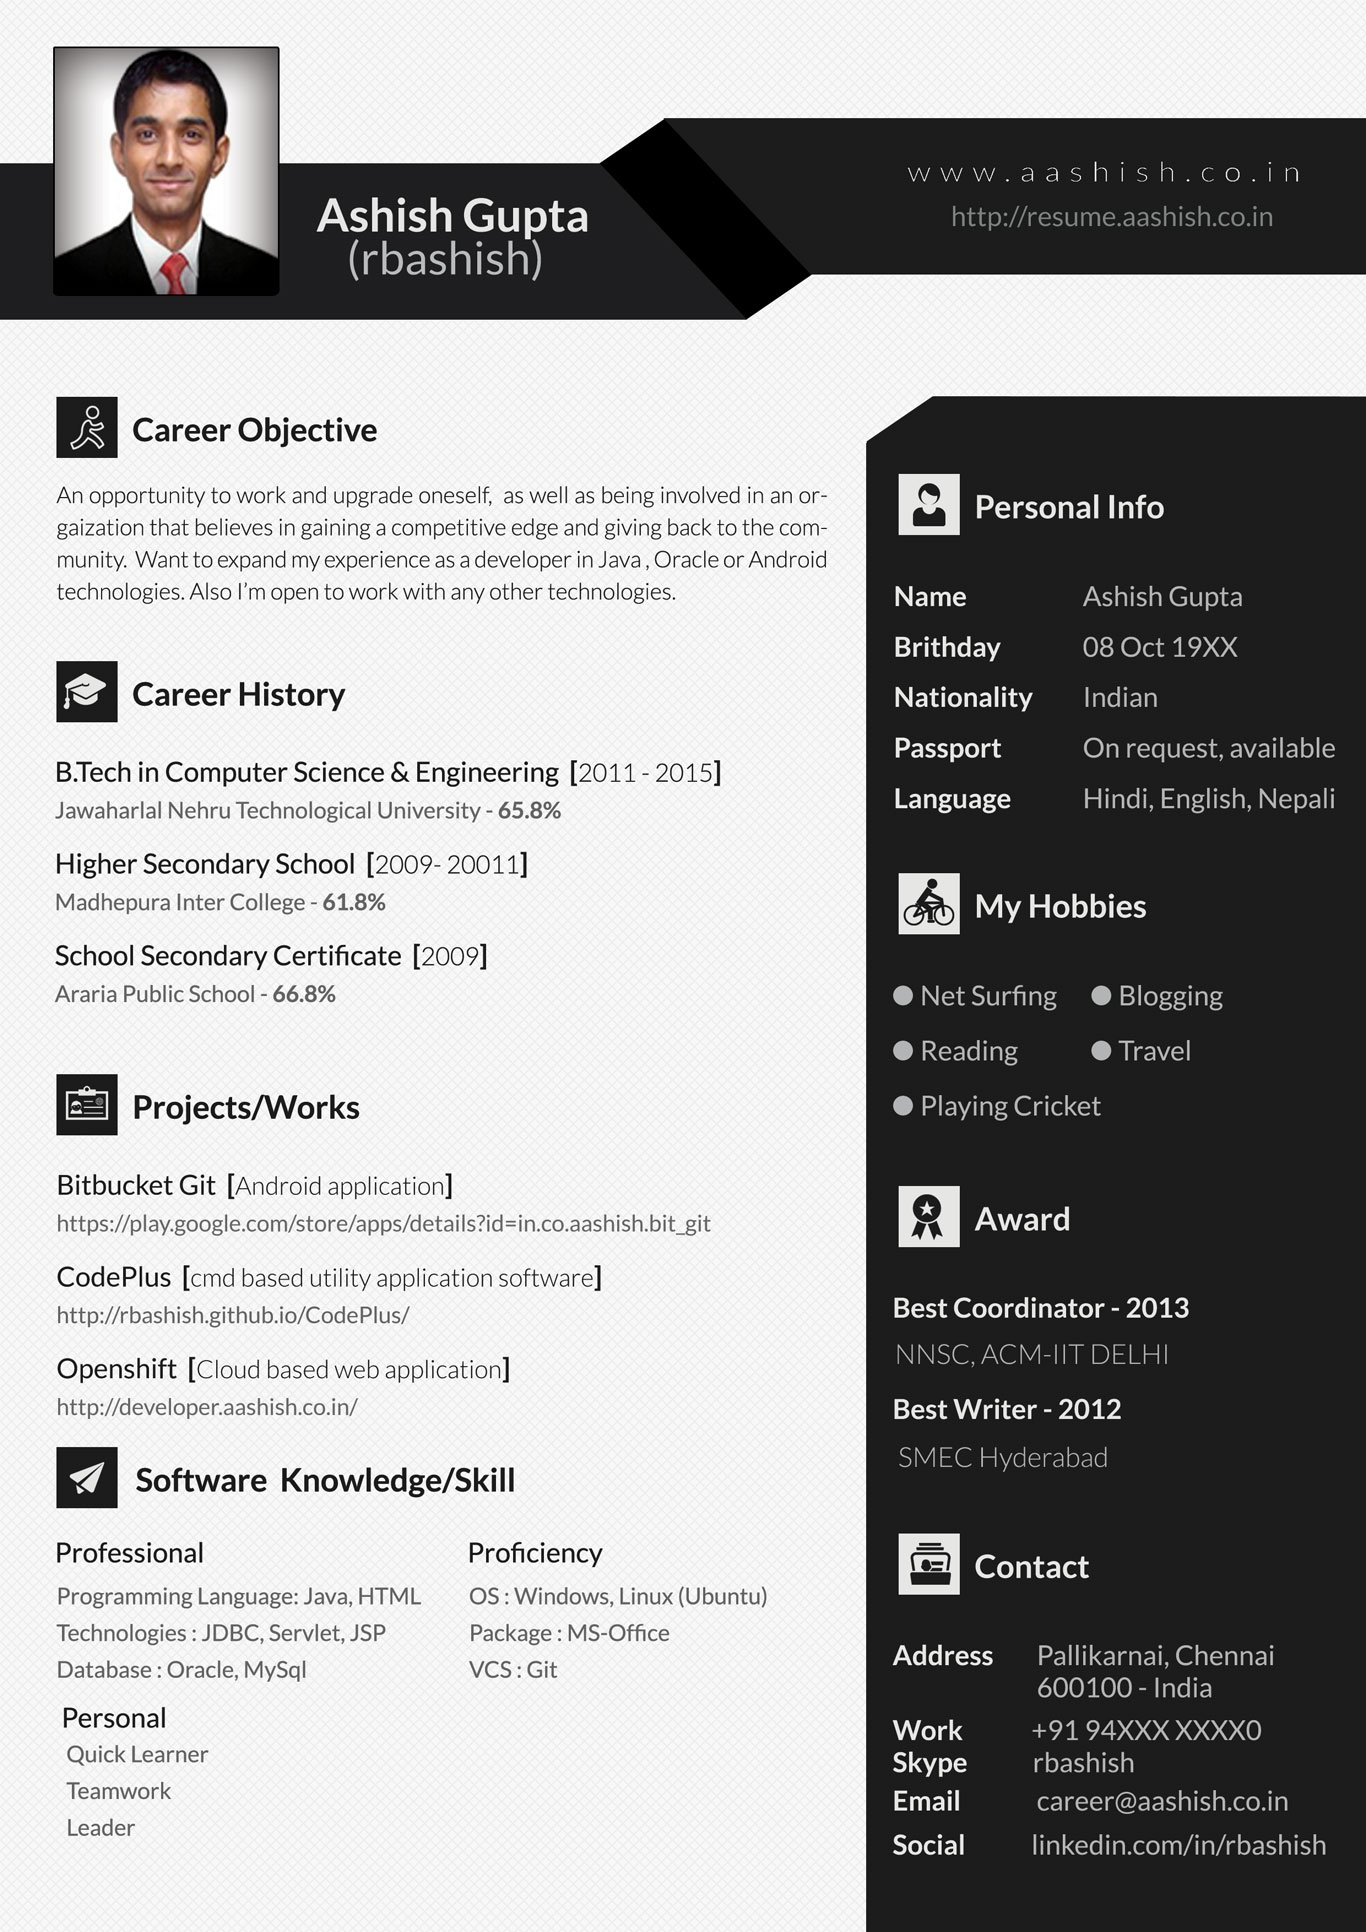 Ashish Gupta
(rbashish)
www.aashish.co.in
http://resume.aashish.co.in
Career Objective
An opportunity to work and upgrade oneself,  as well as being involved in an or-
gaization that believes in gaining a competitive edge and giving back to the com-
munity.  Want to expand my experience as a developer in Java , Oracle or Android
technologies. Also I'm open to work with any other technologies.
Career History
B.Tech in Computer Science & Engineering [2011 - 2015]
Jawaharlal Nehru Technological University - 65.8%
Higher Secondary School [2009- 20011]
Madhepura Inter College - 61.8%
School Secondary Certificate [2009]
Araria Public School - 66.8%
Projects/Works
Bitbucket Git [Android application]
https://play.google.com/store/apps/details?id=in.co.aashish.bit_git
CodePlus [cmd based utility application software]
http://rbashish.github.io/CodePlus/
Openshift [Cloud based web application]
http://developer.aashish.co.in/
Software  Knowledge/Skill
Professional
Programming Language: Java, HTML
Technologies : JDBC, Servlet, JSP
Database : Oracle, MySql
Proficiency
OS : Windows, Linux (Ubuntu)
Package : MS-Office
VCS : Git
Personal
Quick Learner
Teamwork
Leader
Personal Info
Name Ashish Gupta
Brithday 08 Oct 19XX
Nationality Indian
Passport On request, available
Language Hindi, English, Nepali
My Hobbies
Net Surfing Blogging
Reading Travel
Playing Cricket
Award
Best Coordinator - 2013
NNSC, ACM-IIT DELHI
Best Writer - 2012
SMEC Hyderabad
Contact
Address Pallikarnai, Chennai
600100 - India
Work +91 94XXX XXXX0
Skype rbashish
Email career@aashish.co.in
Social linkedin.com/in/rbashish